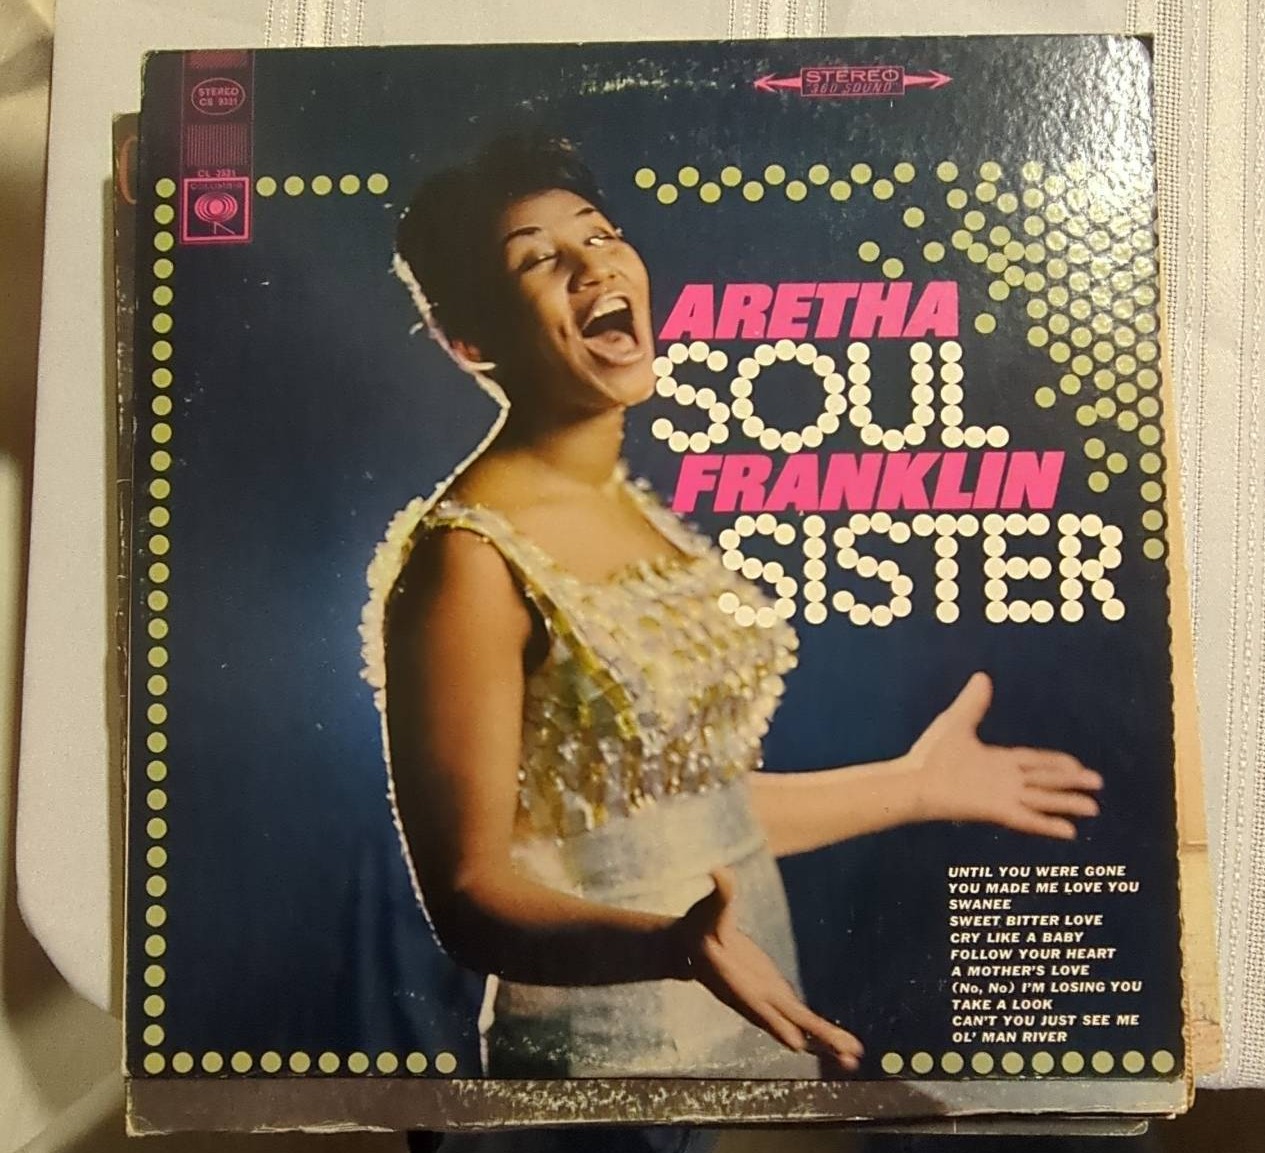 STEREO
CS 9321
CL 2521
COLUMBIA
STEREO
360 SOUND
ARETHA
SOUL
FRANKLIN
SISTER
UNTIL YOU WERE GONE
YOU MADE ME LOVE YOU
SWANEE
SWEET BITTER LOVE
CRY LIKE A BABY
FOLLOW YOUR HEART
A MOTHER'S LOVE
(No, No) I'M LOSING YOU
TAKE A LOOK
CAN'T YOU JUST SEE ME
OL' MAN RIVER